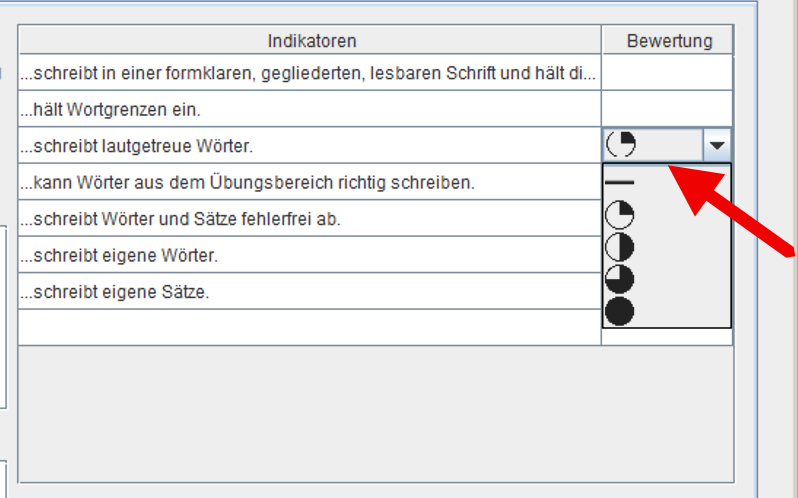 Indikatoren Bewertung
...schreibt in einer formklaren, gegliederten, lesbaren Schrift und hält di...
...hält Wortgrenzen ein.
...schreibt lautgetreue Wörter.
...kann Wörter aus dem Übungsbereich richtig schreiben.
...schreibt Wörter und Sätze fehlerfrei ab.
...schreibt eigene Wörter.
...schreibt eigene Sätze.